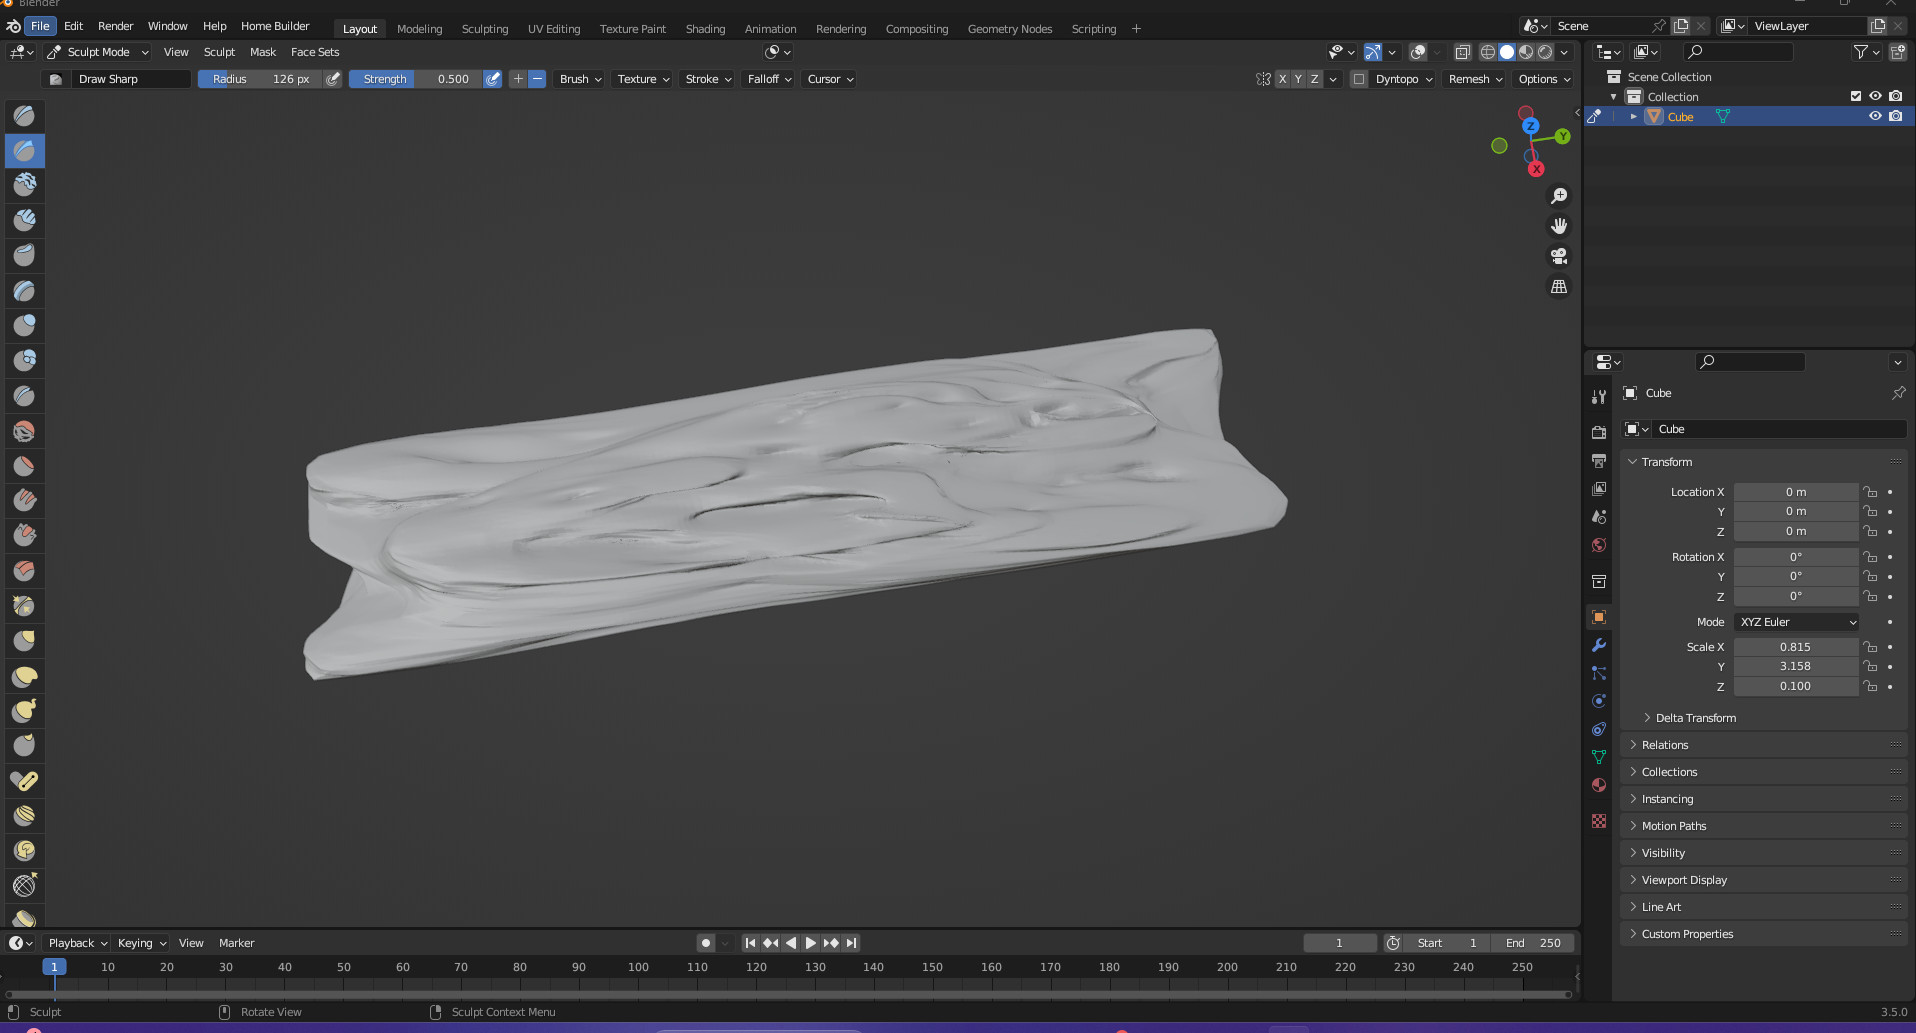 Blender
File Edit Render Window Help Home Builder Layout Modeling Sculpting UV Editing Texture Paint Shading Animation Rendering Compositing Geometry Nodes Scripting + Scene ViewLayer
Sculpt Mode View Sculpt Mask Face Sets
Draw Sharp Radius 126 px Strength 0.500 Brush Texture Stroke Falloff Cursor X Y Z Dyntopo Remesh Options
Scene Collection
Collection
Cube
Z
Y
X
Cube
Cube
Transform
Location X 0 m
Y 0 m
Z 0 m
Rotation X 0°
Y 0°
Z 0°
Mode XYZ Euler
Scale X 0.815
Y 3.158
Z 0.100
Delta Transform
Relations
Collections
Instancing
Motion Paths
Visibility
Viewport Display
Line Art
Custom Properties
Playback Keying View Marker 1 Start 1 End 250
1 10 20 30 40 50 60 70 80 90 100 110 120 130 140 150 160 170 180 190 200 210 220 230 240 250
Sculpt Rotate View Sculpt Context Menu 3.5.0